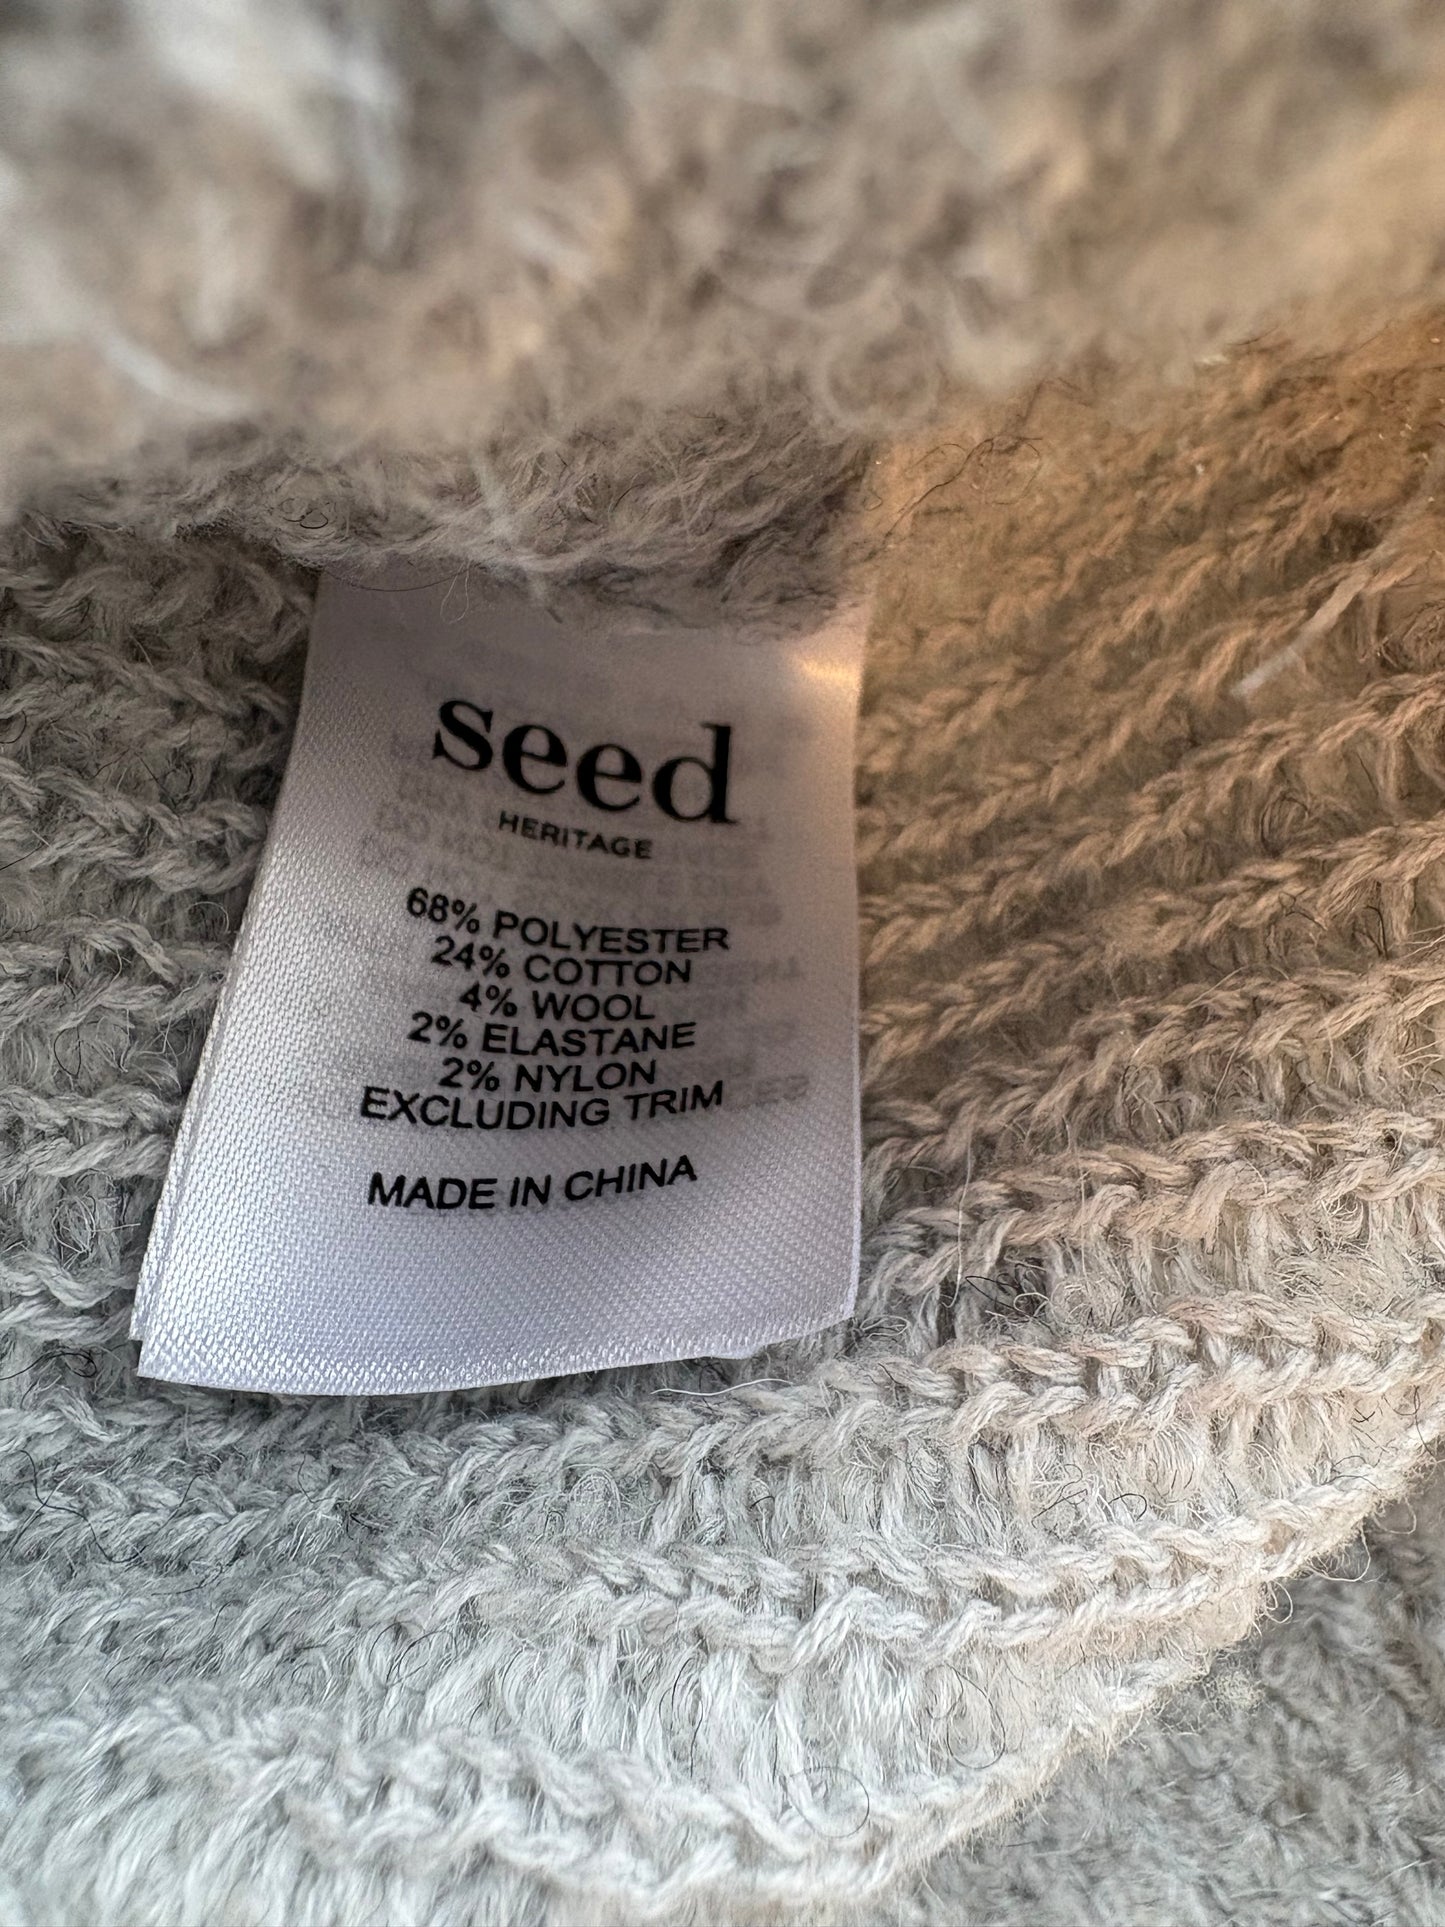 seed
HERITAGE
68% POLYESTER
24% COTTON
4% WOOL
2% ELASTANE
2% NYLON
EXCLUDING TRIM
MADE IN CHINA